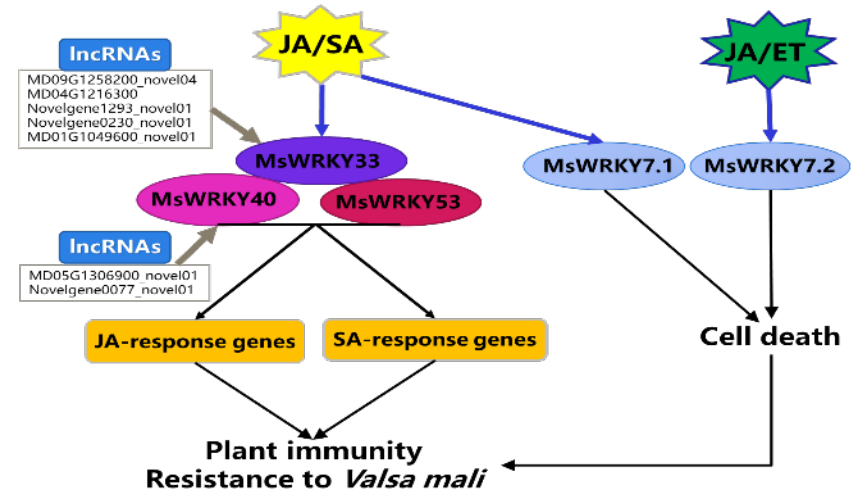 lncRNAs
MD09G1258200_novel04
MD04G1216300
Novelgene1293_novel01
Novelgene0230_novel01
MD01G1049600_novel01
JA/SA
JA/ET
MsWRKY33
MsWRKY40
MsWRKY53
MsWRKY7.1
MsWRKY7.2
lncRNAs
MD05G1306900_novel01
Novelgene0077_novel01
JA-response genes
SA-response genes
Cell death
Plant immunity
Resistance to Valsa mali